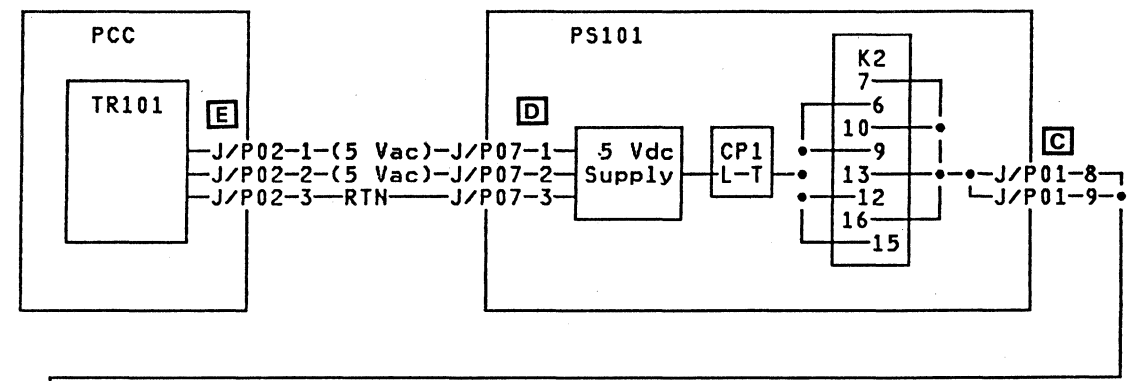 PCC
PS101
K2
7
TR101
E
D
6
10
C
J/P02-1-(5 Vac)-J/P07-1
5 Vdc
CP1
9
J/P02-2-(5 Vac)-J/P07-2
Supply
L-T
13
J/P01-8
J/P02-3-RTN-J/P07-3
12
J/P01-9
16
15